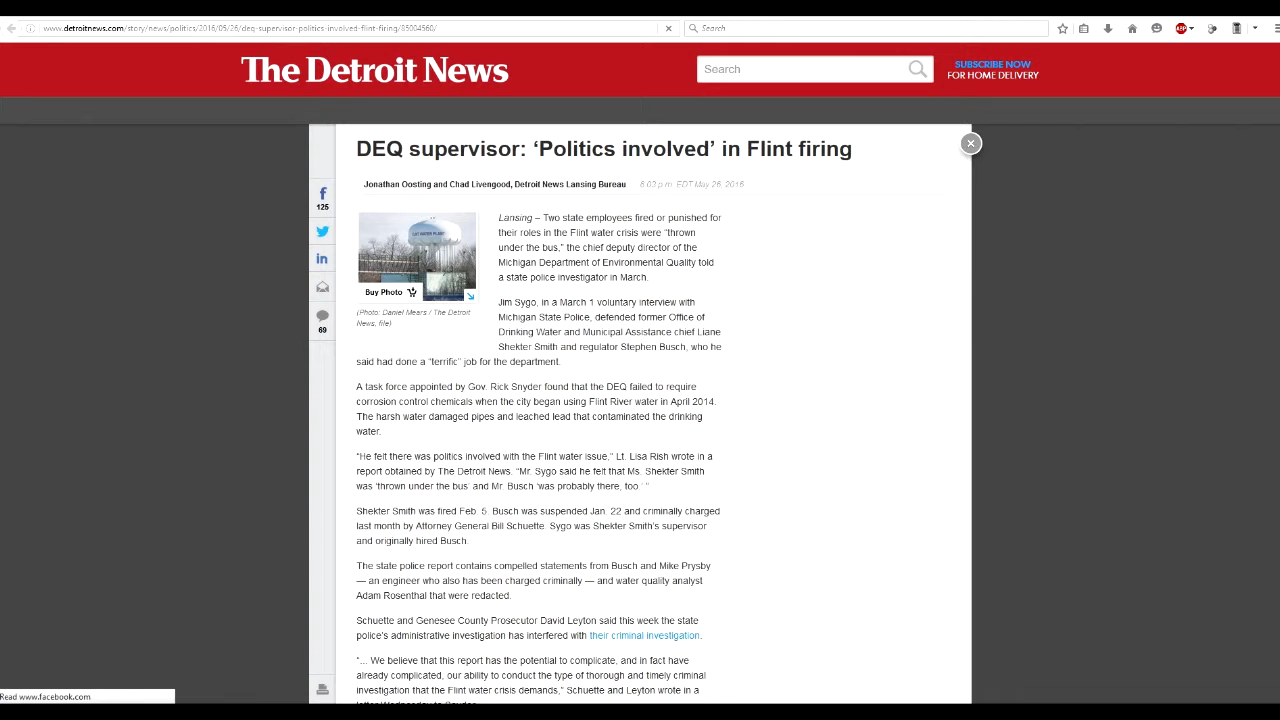 www.detroitnews.com/story/news/politics/2016/05/26/deq-supervisor-politics-involved-flint-firing/85004560/
Search
ABP
The Detroit News
Search
SUBSCRIBE NOW
FOR HOME DELIVERY
DEQ supervisor: ‘Politics involved’ in Flint firing
Jonathan Oosting and Chad Livengood, Detroit News Lansing Bureau
6:03 p.m. EDT May 26, 2016
125
69
Buy Photo
(Photo: Daniel Mears / The Detroit
News, file)
Lansing – Two state employees fired or punished for
their roles in the Flint water crisis were “thrown
under the bus,” the chief deputy director of the
Michigan Department of Environmental Quality told
a state police investigator in March.
Jim Sygo, in a March 1 voluntary interview with
Michigan State Police, defended former Office of
Drinking Water and Municipal Assistance chief Liane
Shekter Smith and regulator Stephen Busch, who he
said had done a “terrific” job for the department.
A task force appointed by Gov. Rick Snyder found that the DEQ failed to require
corrosion control chemicals when the city began using Flint River water in April 2014.
The harsh water damaged pipes and leached lead that contaminated the drinking
water.
“He felt there was politics involved with the Flint water issue,” Lt. Lisa Rish wrote in a
report obtained by The Detroit News. “Mr. Sygo said he felt that Ms. Shekter Smith
was ‘thrown under the bus’ and Mr. Busch ‘was probably there, too.’ ”
Shekter Smith was fired Feb. 5. Busch was suspended Jan. 22 and criminally charged
last month by Attorney General Bill Schuette. Sygo was Shekter Smith’s supervisor
and originally hired Busch.
The state police report contains compelled statements from Busch and Mike Prysby
— an engineer who also has been charged criminally — and water quality analyst
Adam Rosenthal that were redacted.
Schuette and Genesee County Prosecutor David Leyton said this week the state
police’s administrative investigation has interfered with their criminal investigation.
“... We believe that this report has the potential to complicate, and in fact have
already complicated, our ability to conduct the type of thorough and timely criminal
investigation that the Flint water crisis demands,” Schuette and Leyton wrote in a
letter Wednesday to Snyder.
Read www.facebook.com